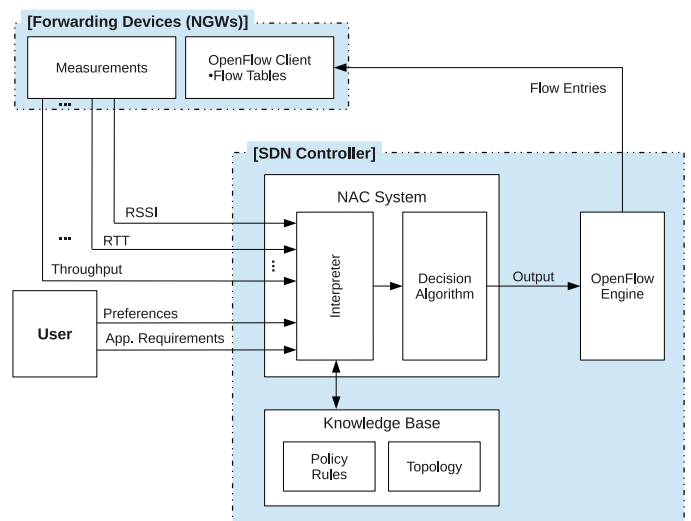 [Forwarding Devices (NGWs)]
Measurements
...
OpenFlow Client
•Flow Tables
Flow Entries
[SDN Controller]
NAC System
RSSI
... RTT
Throughput
...
Interpreter
Decision
Algorithm
Output
OpenFlow
Engine
User
Preferences
App. Requirements
Knowledge Base
Policy
Rules
Topology